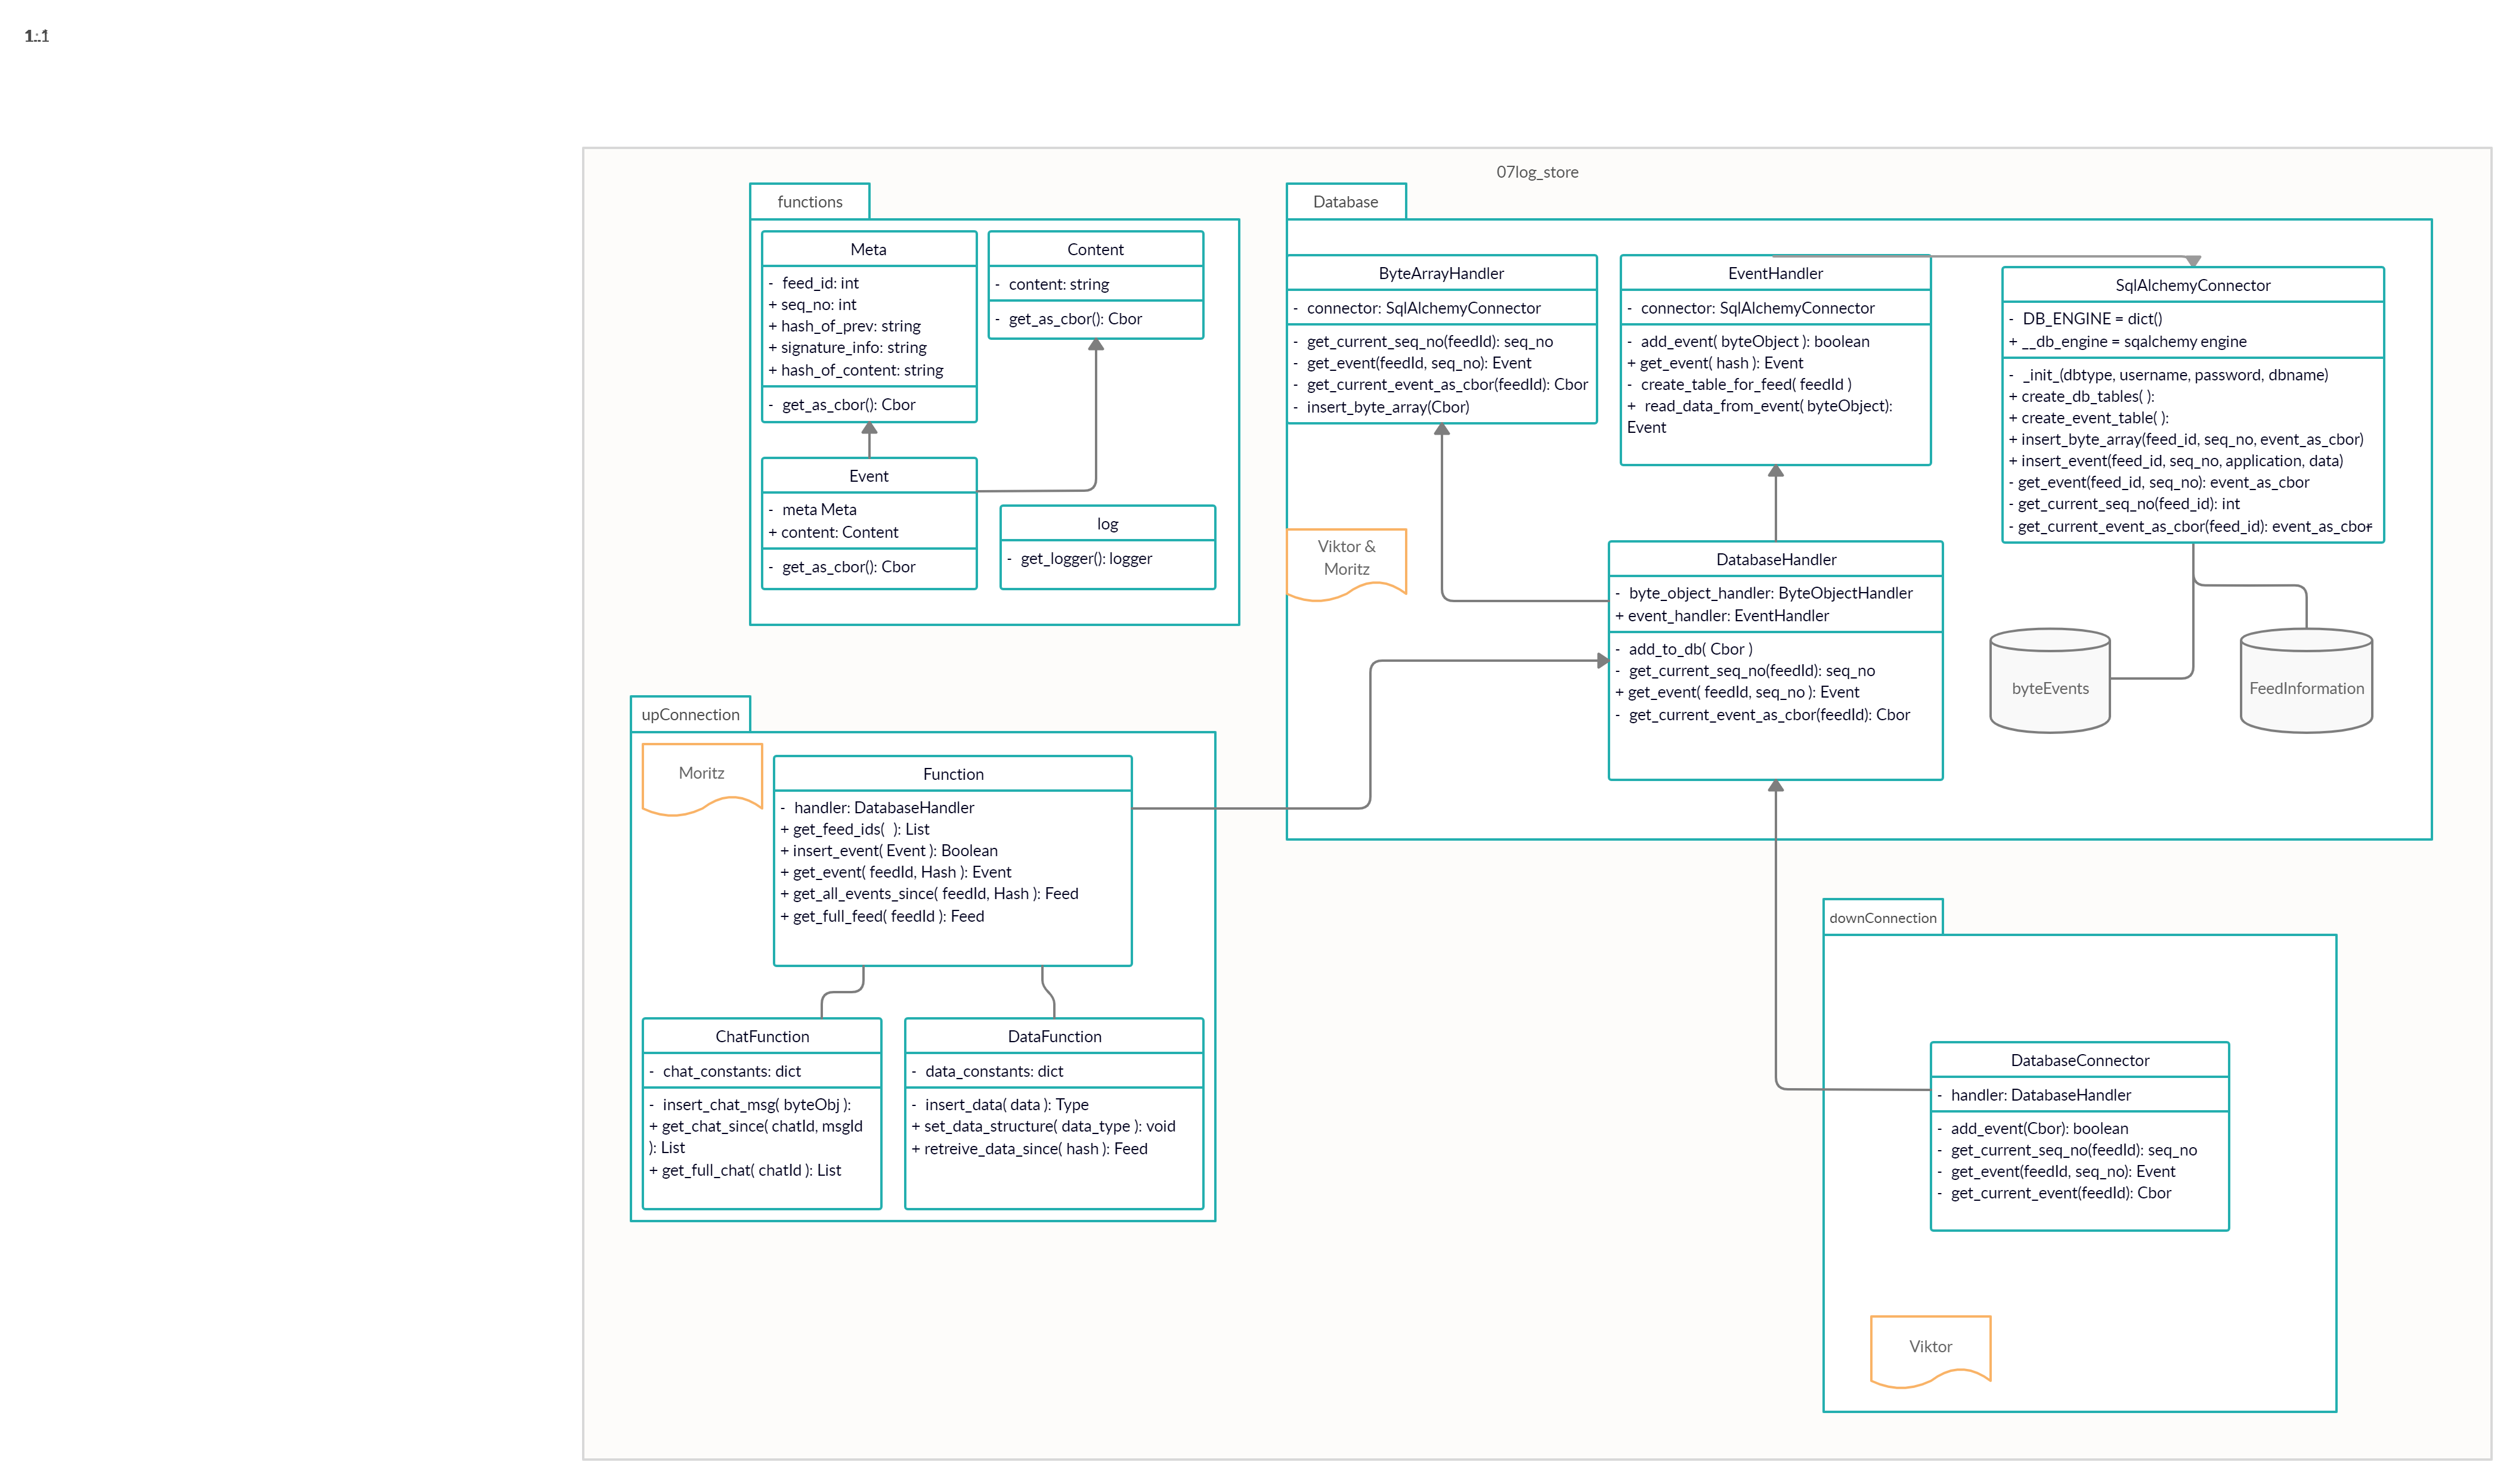 1..1
07log_store
functions
Meta
- feed_id: int
+ seq_no: int
+ hash_of_prev: string
+ signature_info: string
+ hash_of_content: string
- get_as_cbor(): Cbor
Content
- content: string
- get_as_cbor(): Cbor
Event
- meta Meta
+ content: Content
- get_as_cbor(): Cbor
log
- get_logger(): logger
Database
ByteArrayHandler
- connector: SqlAlchemyConnector
- get_current_seq_no(feedId): seq_no
- get_event(feedId, seq_no): Event
- get_current_event_as_cbor(feedId): Cbor
- insert_byte_array(Cbor)
EventHandler
- connector: SqlAlchemyConnector
- add_event( byteObject ): boolean
+ get_event( hash ): Event
- create_table_for_feed( feedId )
+ read_data_from_event( byteObject):
Event
SqlAlchemyConnector
- DB_ENGINE = dict()
+ __db_engine = sqalchemy engine
- _init_(dbtype, username, password, dbname)
+ create_db_tables( ):
+ create_event_table( ):
+ insert_byte_array(feed_id, seq_no, event_as_cbor)
+ insert_event(feed_id, seq_no, application, data)
- get_event(feed_id, seq_no): event_as_cbor
- get_current_seq_no(feed_id): int
- get_current_event_as_cbor(feed_id): event_as_cbor
Viktor &
Moritz
DatabaseHandler
- byte_object_handler: ByteObjectHandler
+ event_handler: EventHandler
- add_to_db( Cbor )
- get_current_seq_no(feedId): seq_no
+ get_event( feedId, seq_no ): Event
- get_current_event_as_cbor(feedId): Cbor
byteEvents
FeedInformation
upConnection
Moritz
Function
- handler: DatabaseHandler
+ get_feed_ids(  ): List
+ insert_event( Event ): Boolean
+ get_event( feedId, Hash ): Event
+ get_all_events_since( feedId, Hash ): Feed
+ get_full_feed( feedId ): Feed
ChatFunction
- chat_constants: dict
- insert_chat_msg( byteObj ):
+ get_chat_since( chatId, msgId
): List
+ get_full_chat( chatId ): List
DataFunction
- data_constants: dict
- insert_data( data ): Type
+ set_data_structure( data_type ): void
+ retreive_data_since( hash ): Feed
downConnection
DatabaseConnector
- handler: DatabaseHandler
- add_event(Cbor): boolean
- get_current_seq_no(feedId): seq_no
- get_event(feedId, seq_no): Event
- get_current_event(feedId): Cbor
Viktor